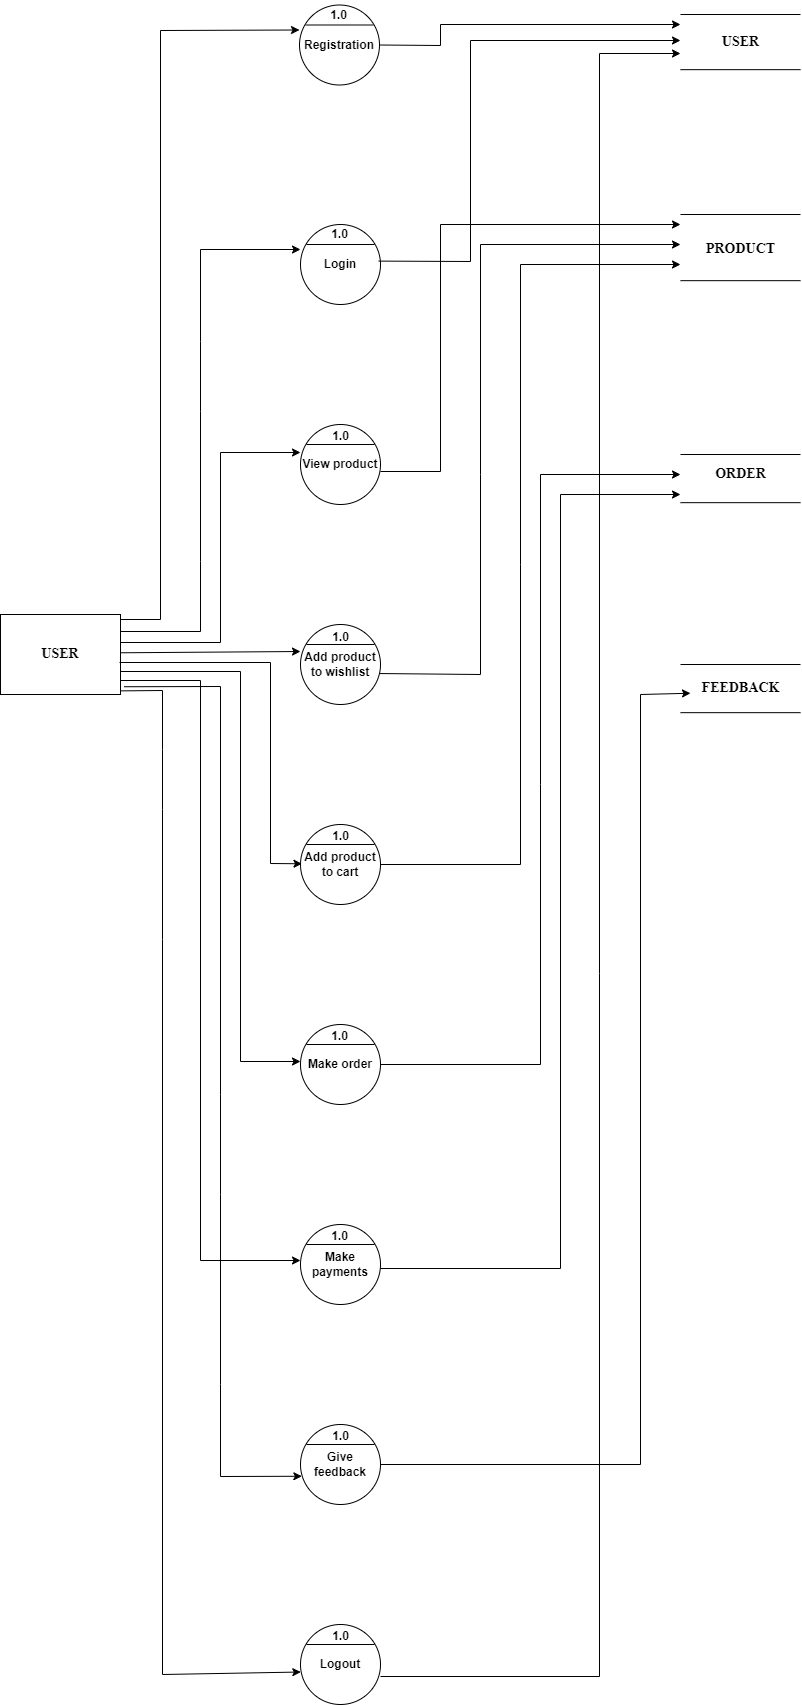 1.0
Registration
USER
1.0
Login
PRODUCT
1.0
View product
ORDER
USER
1.0
Add product
to wishlist
FEEDBACK
1.0
Add product
to cart
1.0
Make order
1.0
Make
payments
1.0
Give
feedback
1.0
Logout